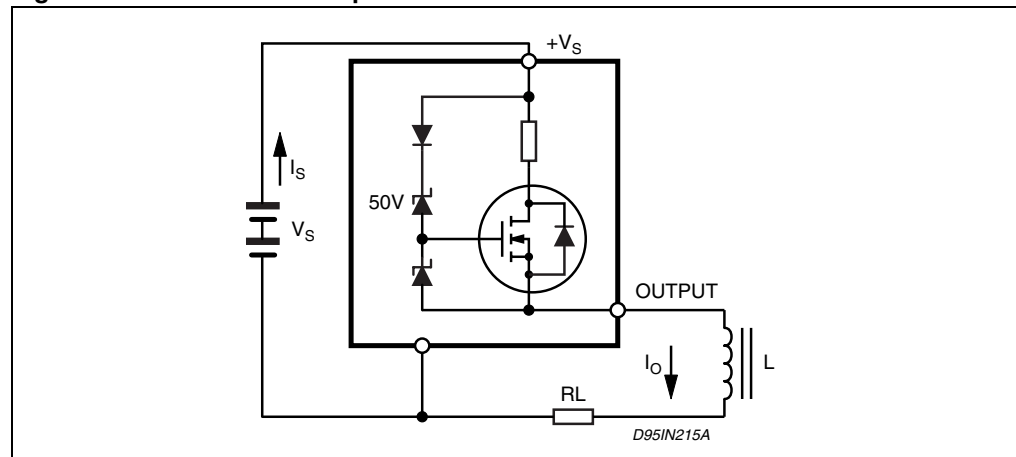 +VS
IS
50V
VS
OUTPUT
IO
L
RL
D95IN215A